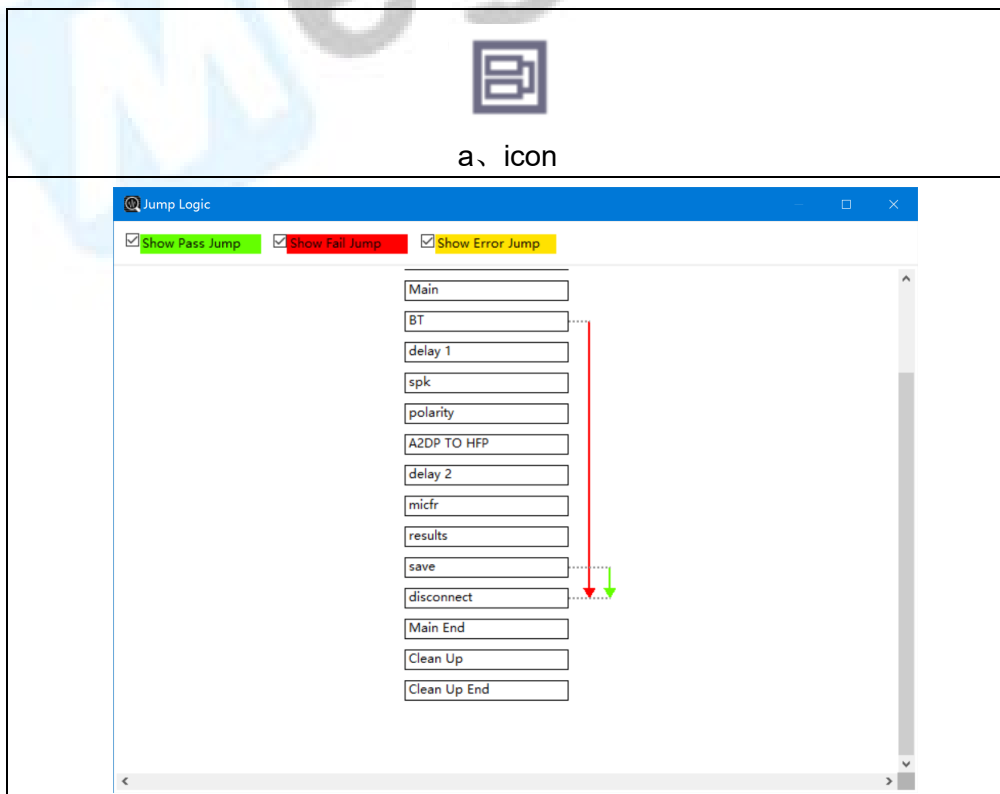 a、icon
Jump Logic
Show Pass Jump Show Fail Jump Show Error Jump
Main
BT
delay 1
spk
polarity
A2DP TO HFP
delay 2
micfr
results
save
disconnect
Main End
Clean Up
Clean Up End